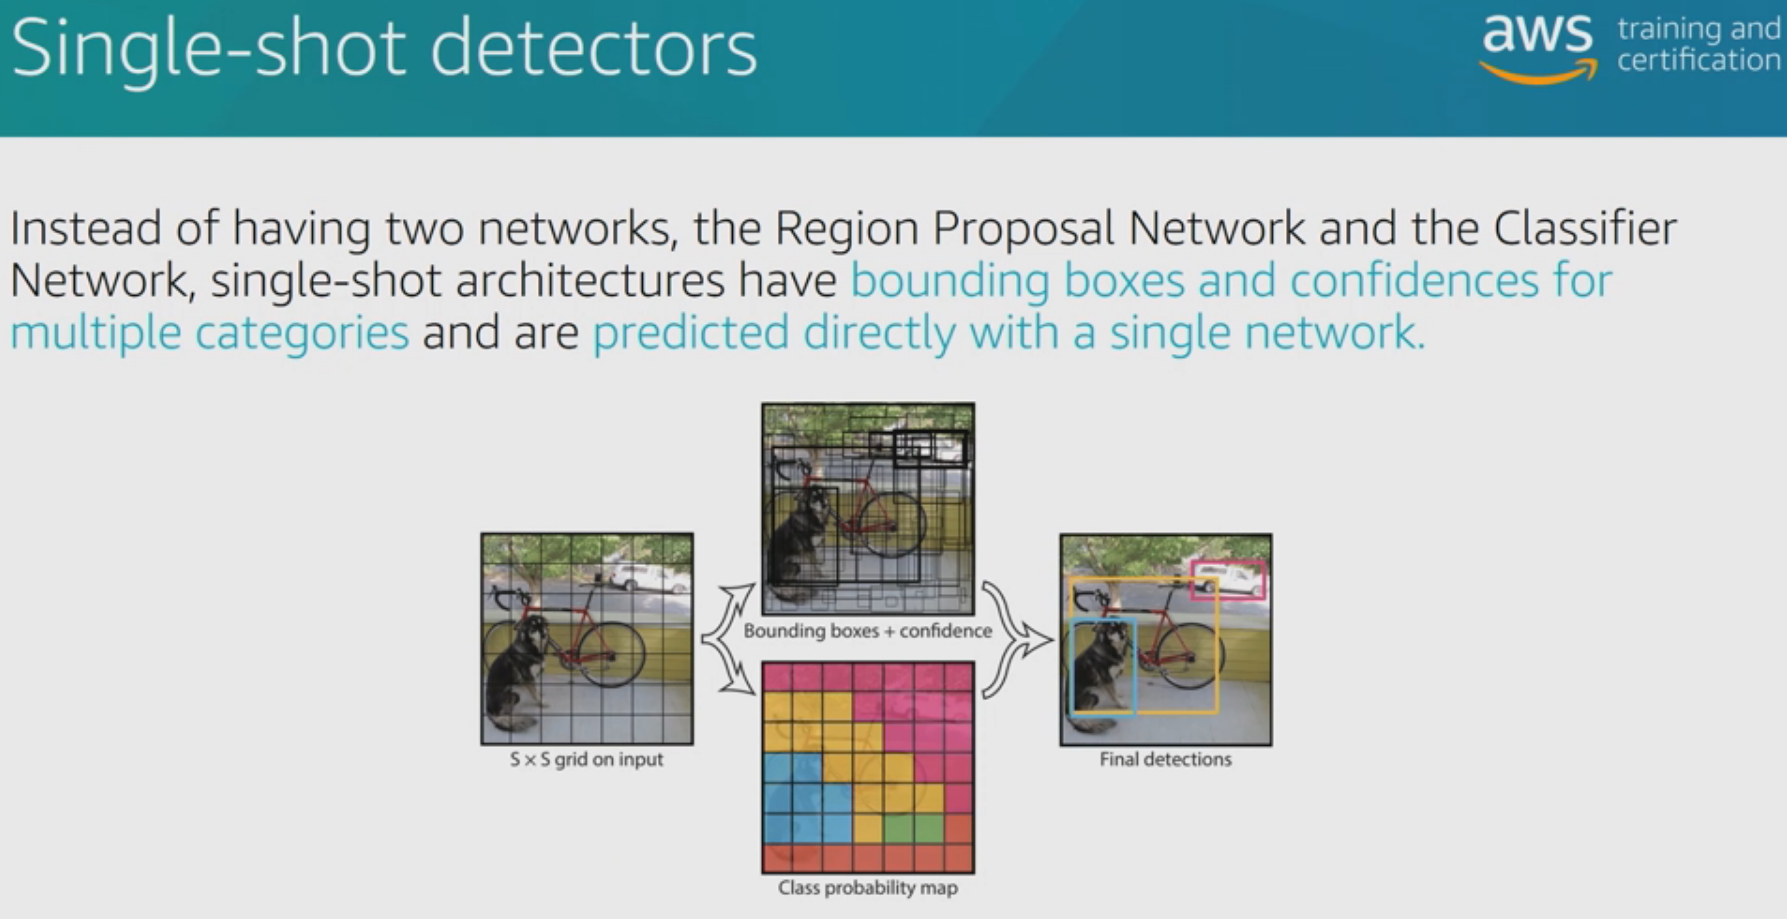 Single-shot detectors
aws training and
certification
Instead of having two networks, the Region Proposal Network and the Classifier
Network, single-shot architectures have bounding boxes and confidences for
multiple categories and are predicted directly with a single network.
Bounding boxes + confidence
S × S grid on input
Final detections
Class probability map